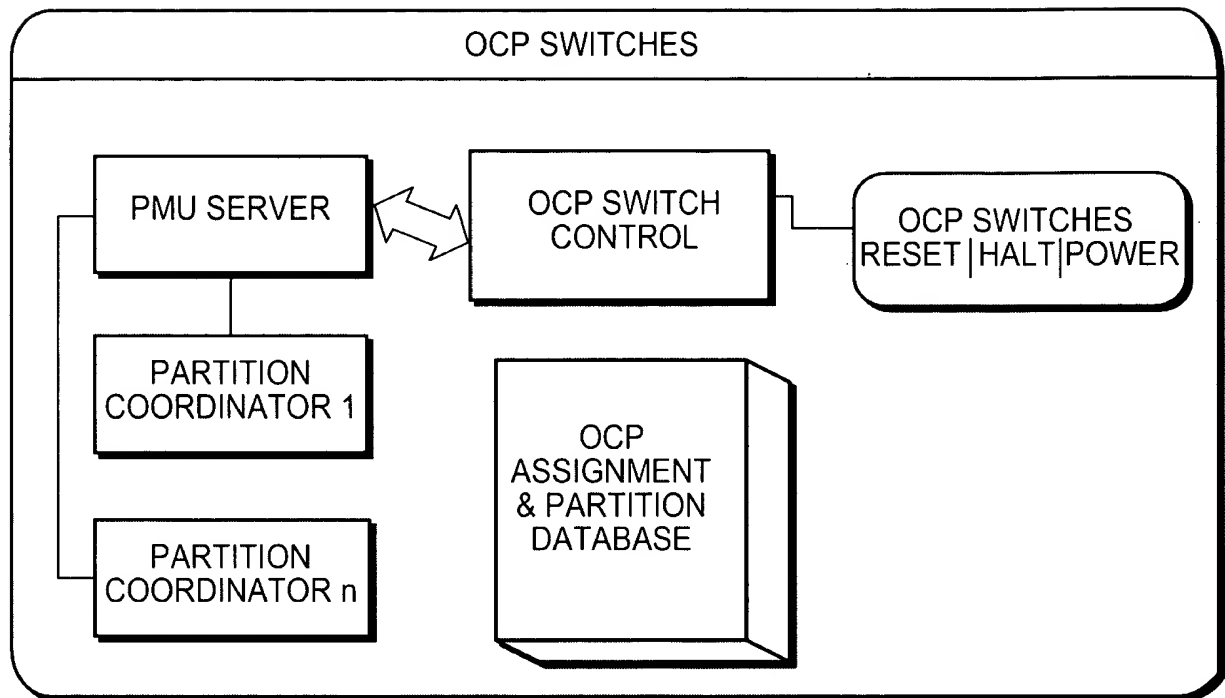 OCP SWITCHES
PMU SERVER
OCP SWITCH
CONTROL
OCP SWITCHES
RESET|HALT|POWER
PARTITION
COORDINATOR 1
OCP
ASSIGNMENT
& PARTITION
DATABASE
PARTITION
COORDINATOR n